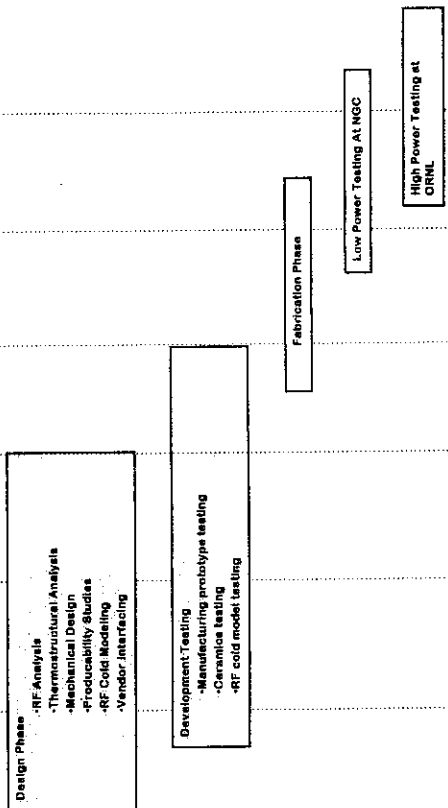 Design Phase
•RF Analysis
•Thermostructural Analysis
•Mechanical Design
•Producability Studies
•RF Cold Modeling
•Vendor Interfacing
Development Testing
•Manufacturing prototype testing
•Ceramics testing
•RF cold model testing
Fabrication Phase
Low Power Testing At NGC
High Power Testing at
ORNL